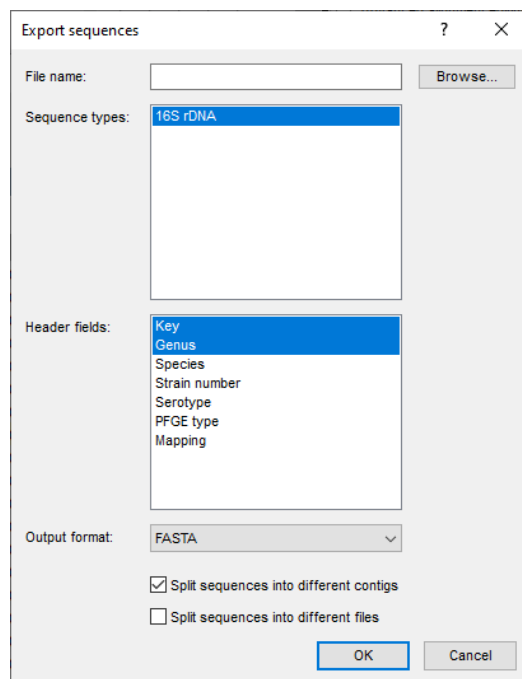 Export sequences ?
File name: Browse...
Sequence types: 16S rDNA
Header fields: Key
Genus
Species
Strain number
Serotype
PFGE type
Mapping
Output format: FASTA
Split sequences into different contigs
Split sequences into different files
OK Cancel